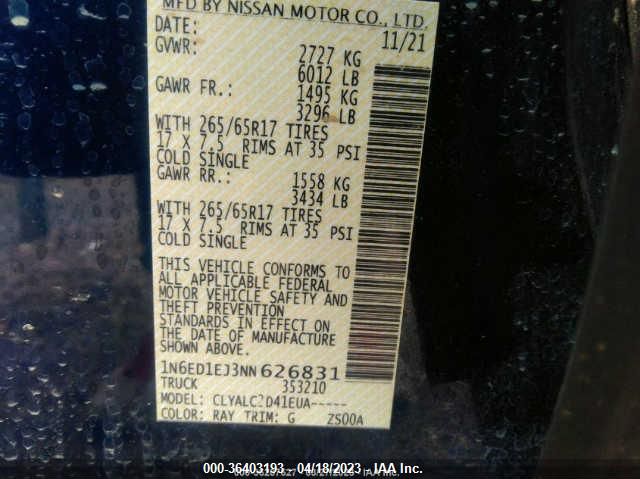 MFD BY NISSAN MOTOR CO., LTD.
DATE: 11/21
GVWR: 2727 KG
6012 LB
GAWR FR.: 1495 KG
3296 LB
WITH 265/65R17 TIRES
17 X 7.5 RIMS AT 35 PSI
COLD SINGLE
GAWR RR.: 1558 KG
3434 LB
WITH 265/65R17 TIRES
17 X 7.5 RIMS AT 35 PSI
COLD SINGLE
THIS VEHICLE CONFORMS TO
ALL APPLICABLE FEDERAL
MOTOR VEHICLE SAFETY AND
THEFT PREVENTION
STANDARDS IN EFFECT ON
THE DATE OF MANUFACTURE
SHOWN ABOVE.
1N6ED1EJ3NN626831
TRUCK 353210
MODEL: CLYALC2D41EUA-----
COLOR: RAY TRIM: G ZS00A
000-36403193 - 04/18/2023 - IAA Inc.